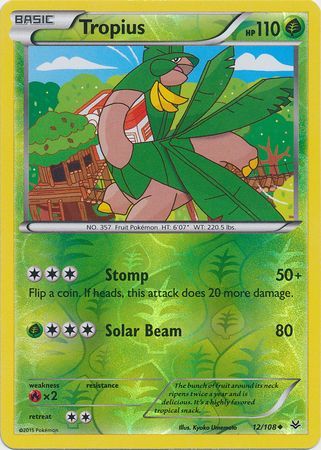 BASIC
Tropius
HP110
NO. 357 Fruit Pokémon HT: 6'07" WT: 220.5 lbs.
Stomp 50+
Flip a coin. If heads, this attack does 20 more damage.
Solar Beam 80
weakness resistance
×2
retreat
The bunch of fruit around its neck
ripens twice a year and is
delicious. It's a highly favored
tropical snack.
©2015 Pokémon
Illus. Kyoko Umemoto
12/108